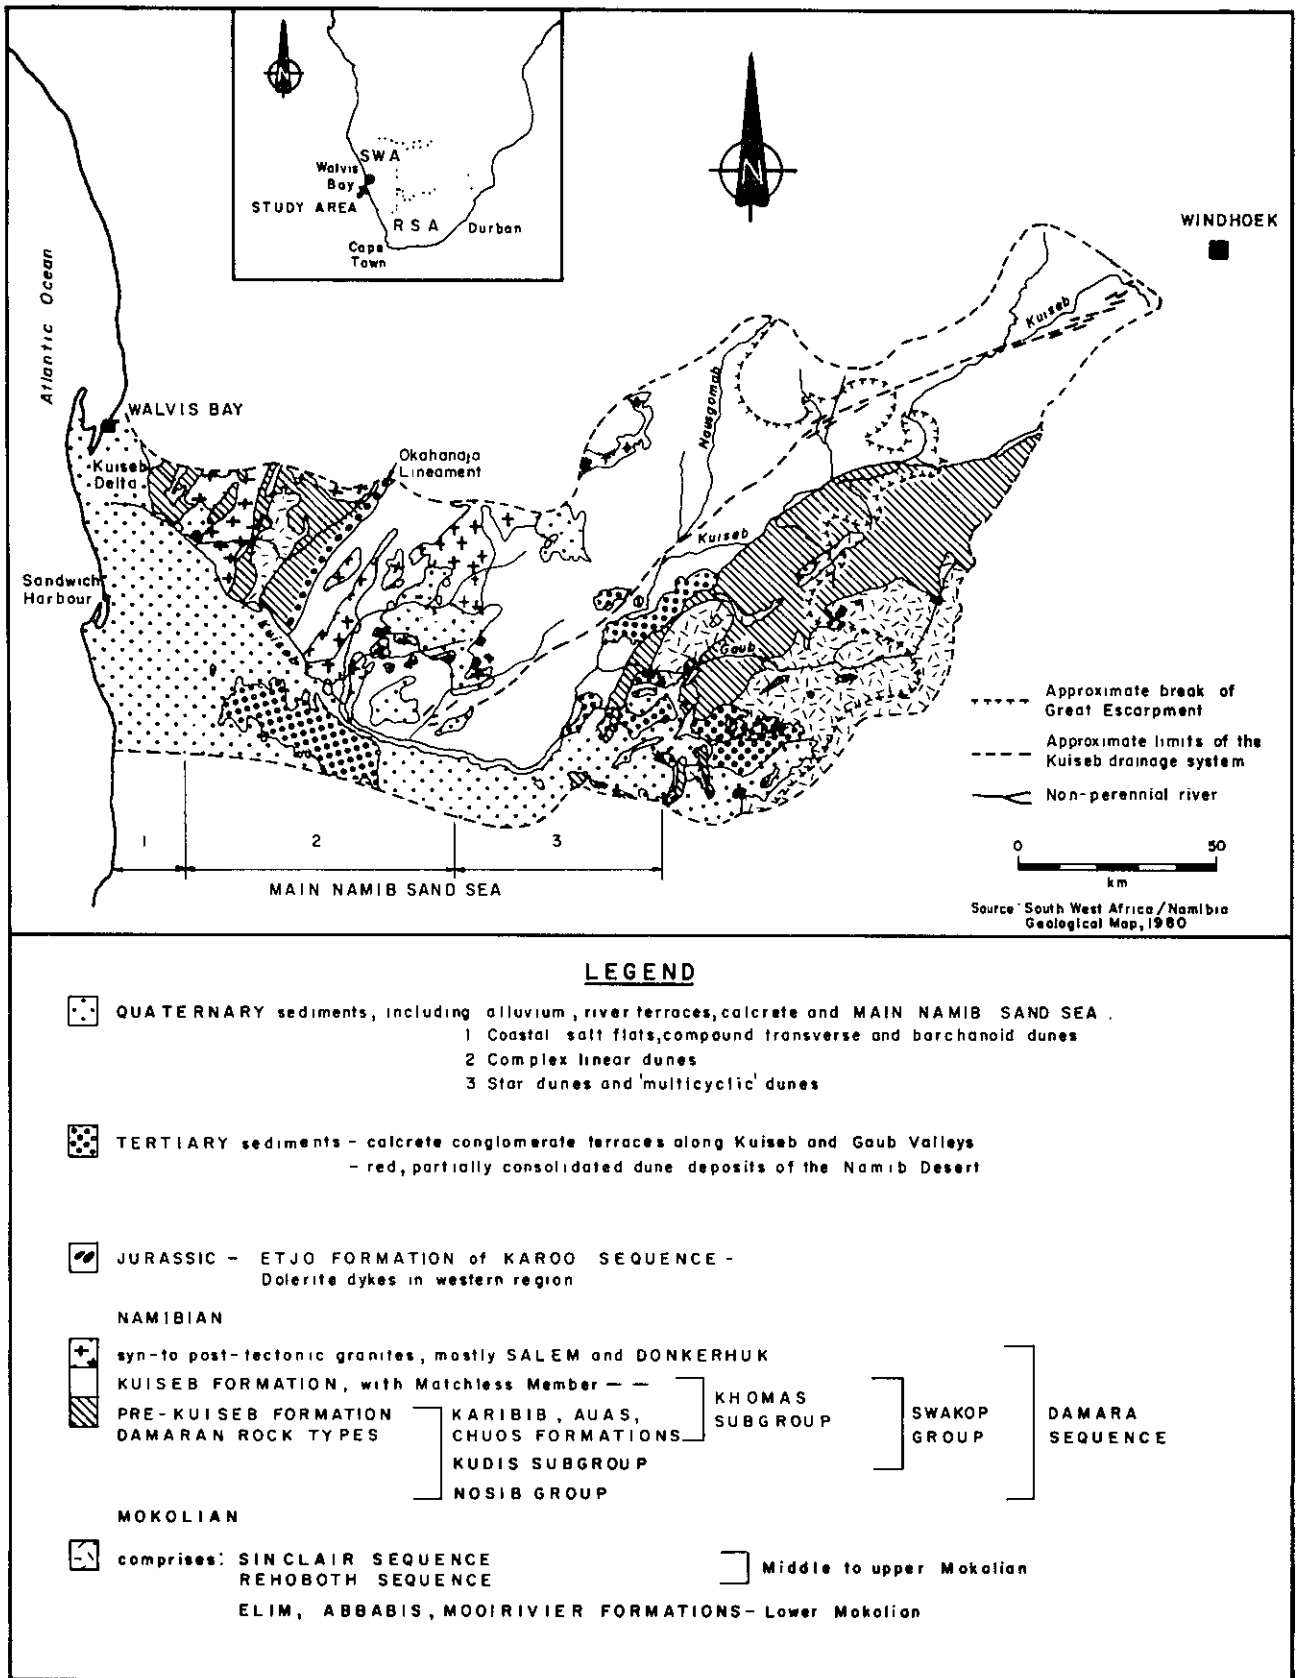 N
SWA
Walvis
Bay
STUDY AREA
RSA
Durban
Cape
Town
N
WINDHOEK
Atlantic Ocean
Kuiseb
Nausgomab
WALVIS BAY
Kuiseb
Delta
Okahandja
Lineament
Kuiseb
Sandwich
Harbour
Kuiseb
Gaub
Approximate break of
Great Escarpment
Approximate limits of the
Kuiseb drainage system
Non-perennial river
1
2
3
MAIN NAMIB SAND SEA
0
50
km
Source: South West Africa/Namibia
Geological Map, 1980
LEGEND
QUATERNARY sediments, including alluvium, river terraces, calcrete and MAIN NAMIB SAND SEA.
1 Coastal salt flats, compound transverse and barchanoid dunes
2 Complex linear dunes
3 Star dunes and 'multicyclic' dunes
TERTIARY sediments - calcrete conglomerate terraces along Kuiseb and Gaub Valleys
- red, partially consolidated dune deposits of the Namib Desert
JURASSIC - ETJO FORMATION of KAROO SEQUENCE -
Dolerite dykes in western region
NAMIBIAN
syn-to post-tectonic granites, mostly SALEM and DONKERHUK
KUISEB FORMATION, with Matchless Member — —
PRE-KUISEB FORMATION
DAMARAN ROCK TYPES
KARIBIB, AUAS,
CHUOS FORMATIONS
KUDIS SUBGROUP
NOSIB GROUP
KHOMAS
SUBGROUP
SWAKOP
GROUP
DAMARA
SEQUENCE
MOKOLIAN
comprises: SINCLAIR SEQUENCE
REHOBOTH SEQUENCE
Middle to upper Mokolian
ELIM, ABBABIS, MOOIRIVIER FORMATIONS - Lower Mokolian